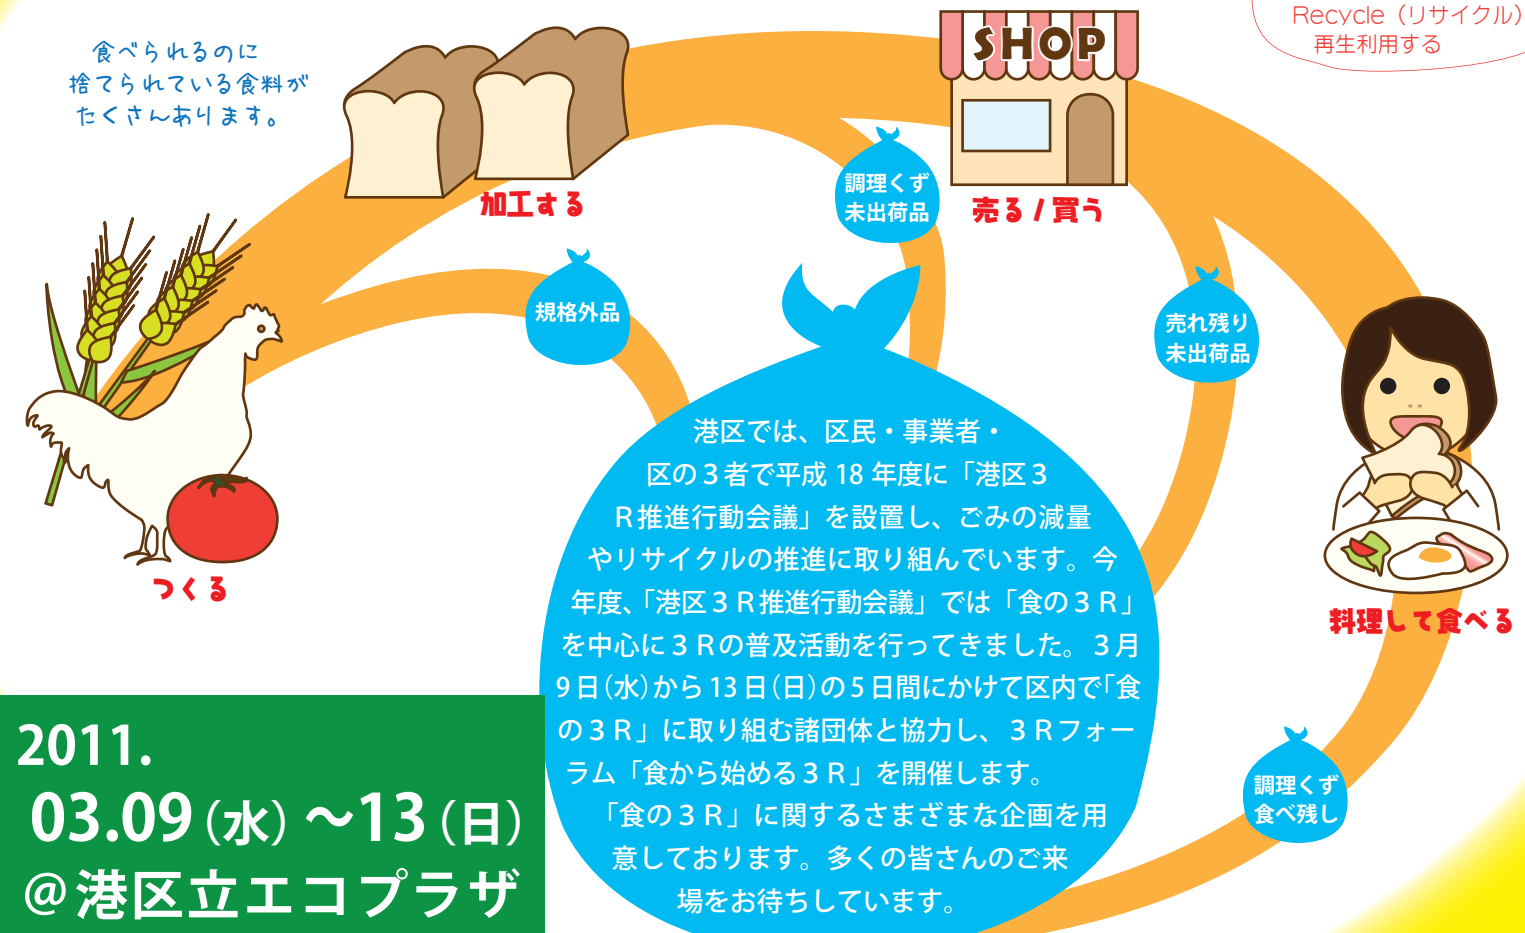 Recycle（リサイクル）
再生利用する
食べられるのに
捨てられている食料が
たくさんあります。
SHOP
加工する
売る / 買う
調理くず
未出荷品
規格外品
売れ残り
未出荷品
つくる
料理して食べる
調理くず
食べ残し
港区では、区民・事業者・
区の３者で平成 18 年度に「港区３
Ｒ推進行動会議」を設置し、ごみの減量
やリサイクルの推進に取り組んでいます。今
年度、「港区３Ｒ推進行動会議」では「食の３Ｒ」
を中心に３Ｒの普及活動を行ってきました。３月
9日（水）から13日（日）の5日間にかけて区内で「食
の３Ｒ」に取り組む諸団体と協力し、３Ｒフォー
ラム「食から始める３Ｒ」を開催します。
「食の３Ｒ」に関するさまざまな企画を用
意しております。多くの皆さんのご来
場をお待ちしています。
2011.
03.09（水）～13（日）
@港区立エコプラザ